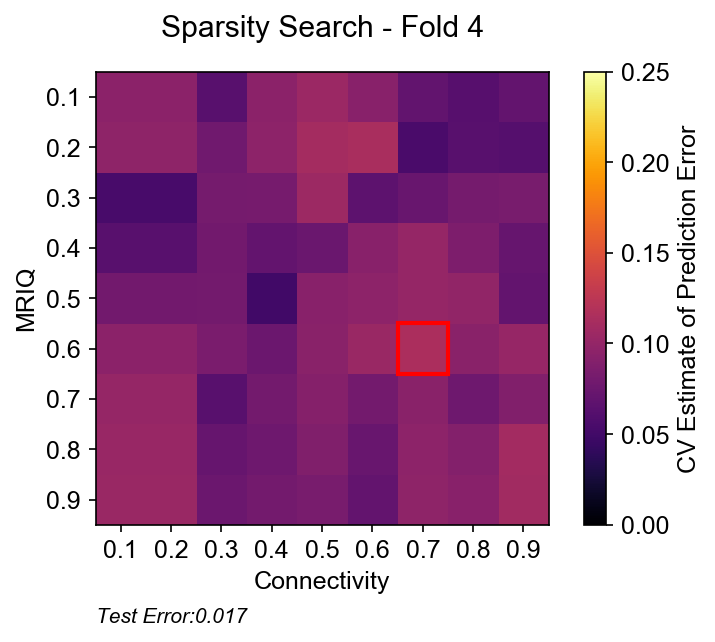 Sparsity Search - Fold 4
MRIQ
0.1
0.2
0.3
0.4
0.5
0.6
0.7
0.8
0.9
0.1 0.2 0.3 0.4 0.5 0.6 0.7 0.8 0.9
Connectivity
Test Error:0.017
0.25
0.20
0.15
0.10
0.05
0.00
CV Estimate of Prediction Error